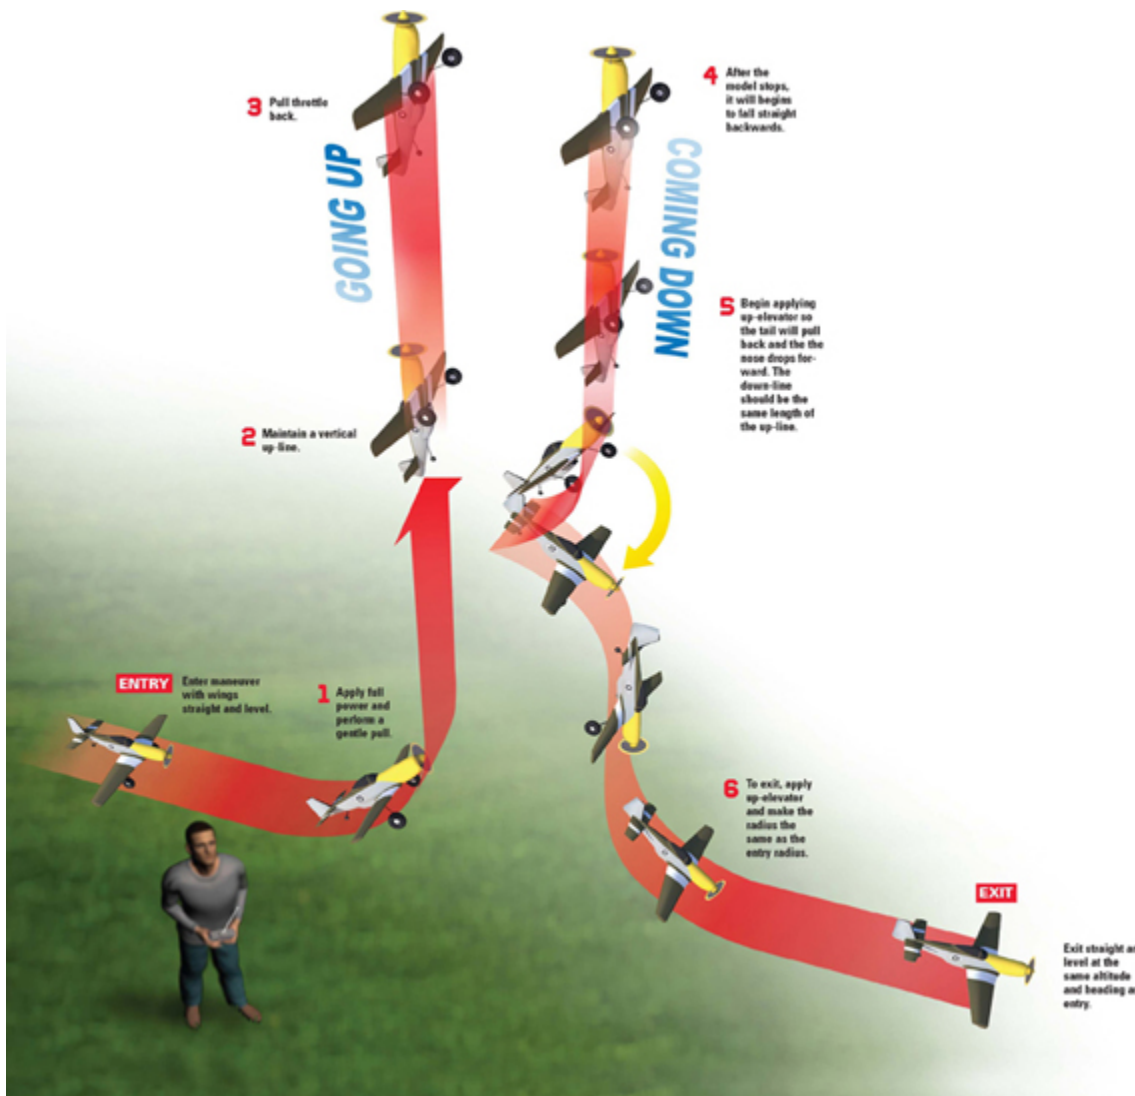 3 Pull throttle
back.
GOING UP
4 After the
model stops,
it will begins
to fall straight
backwards.
COMING DOWN
5 Begin applying
up-elevator so
the tail will pull
back and the the
nose drops for-
ward. The
down-line
should be the
same length of
the up-line.
2 Maintain a vertical
up-line.
ENTRY Enter maneuver
with wings
straight and level.
1 Apply full
power and
perform a
gentle pull.
6 To exit, apply
up-elevator
and make the
radius the
same as the
entry radius.
EXIT
Exit straight
level at the
same altitude
and heading
entry.